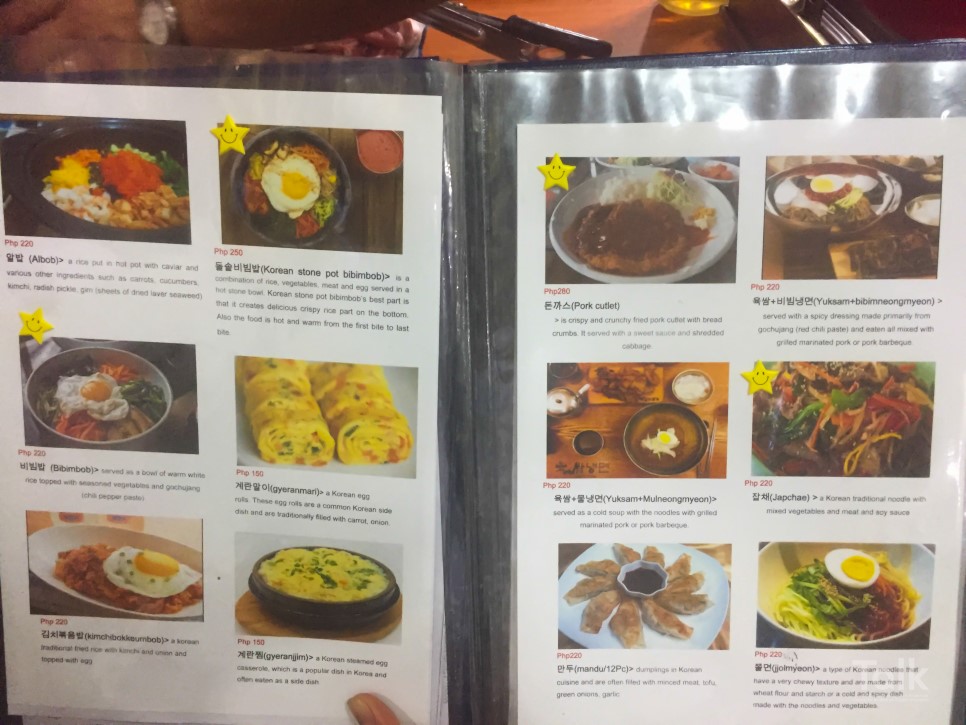 Php 220
알밥 (Albob)> a rice put in hot pot with caviar and
various other ingredients such as carrots, cucumbers,
kimchi, radish pickle, gim (sheets of dried laver seaweed)
Php 250
돌솥비빔밥(Korean stone pot bibimbob)> is a
combination of rice, vegetables, meat and egg served in a
hot stone bowl. Korean stone pot bibimbob's best part is
that it creates delicious crispy rice part on the bottom.
Also the food is hot and warm from the first bite to last
bite.
Php 220
비빔밥 (Bibimbob)> served as a bowl of warm white
rice topped with seasoned vegetables and gochujang
(chili pepper paste)
Php 150
계란말이(gyeranmari)> a Korean egg
rolls. These egg rolls are a common Korean side
dish and are traditionally filled with carrot, onion.
Php 220
김치볶음밥(kimchibokkeumbob)> a korean
traditional fried rice with kimchi and onion and
topped with egg
Php 150
계란찜(gyeranjjim)> a Korean steamed egg
casserole, which is a popular dish in Korea and
often eaten as a side dish
Php280
돈까스(Pork cutlet)
> is crispy and crunchy fried pork cutlet with bread
crumbs. It served with a sweet sauce and shredded
cabbage.
Php 220
육쌈+비빔냉면(Yuksam+bibimneongmyeon) >
served with a spicy dressing made primarily from
gochujang (red chili paste) and eaten all mixed with
grilled marinated pork or pork barbeque.
냉면
Php 220
육쌈+물냉면(Yuksam+Mulneongmyeon)>
served as a cold soup with the noodles with grilled
marinated pork or pork barbeque.
Php 220
잡채(Japchae) > a Korean traditional noodle with
mixed vegetables and meat and soy sauce
Php220
만두(mandu/12Pc)> dumplings in Korean
cuisine and are often filled with minced meat, tofu,
green onions, garlic.
Php 220
쫄면(jjolmyeon)> a type of Korean noodles that
have a very chewy texture and are made from
wheat flour and starch or a cold and spicy dish
made with the noodles and vegetables.